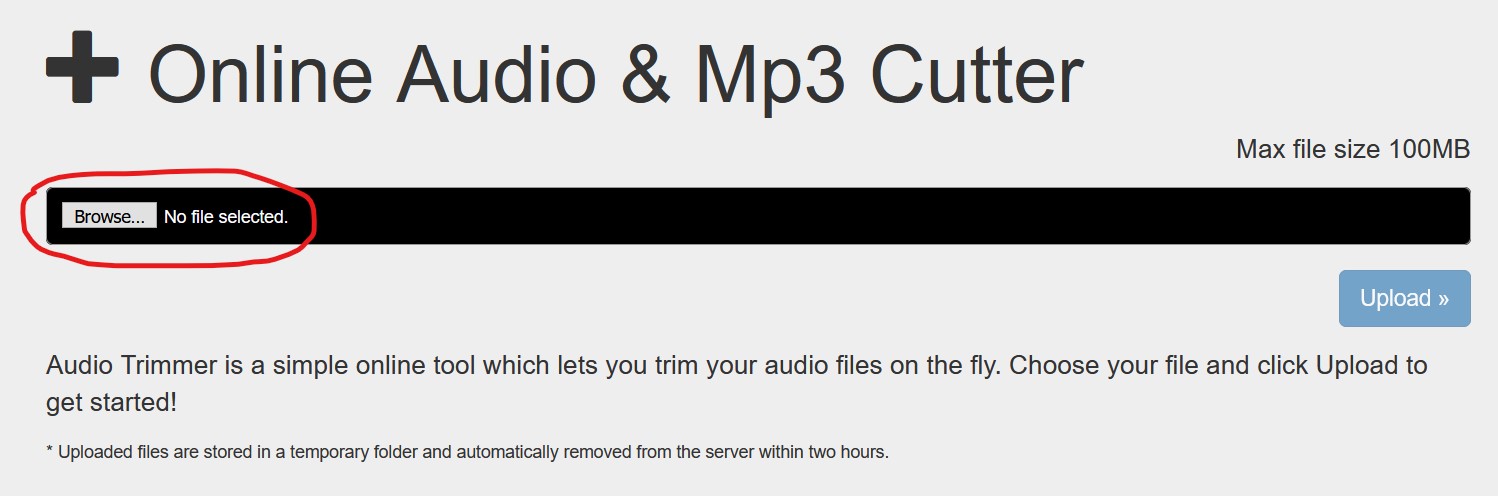 Online Audio & Mp3 Cutter
Max file size 100MB
Browse... No file selected.
Upload »
Audio Trimmer is a simple online tool which lets you trim your audio files on the fly. Choose your file and click Upload to
get started!
* Uploaded files are stored in a temporary folder and automatically removed from the server within two hours.